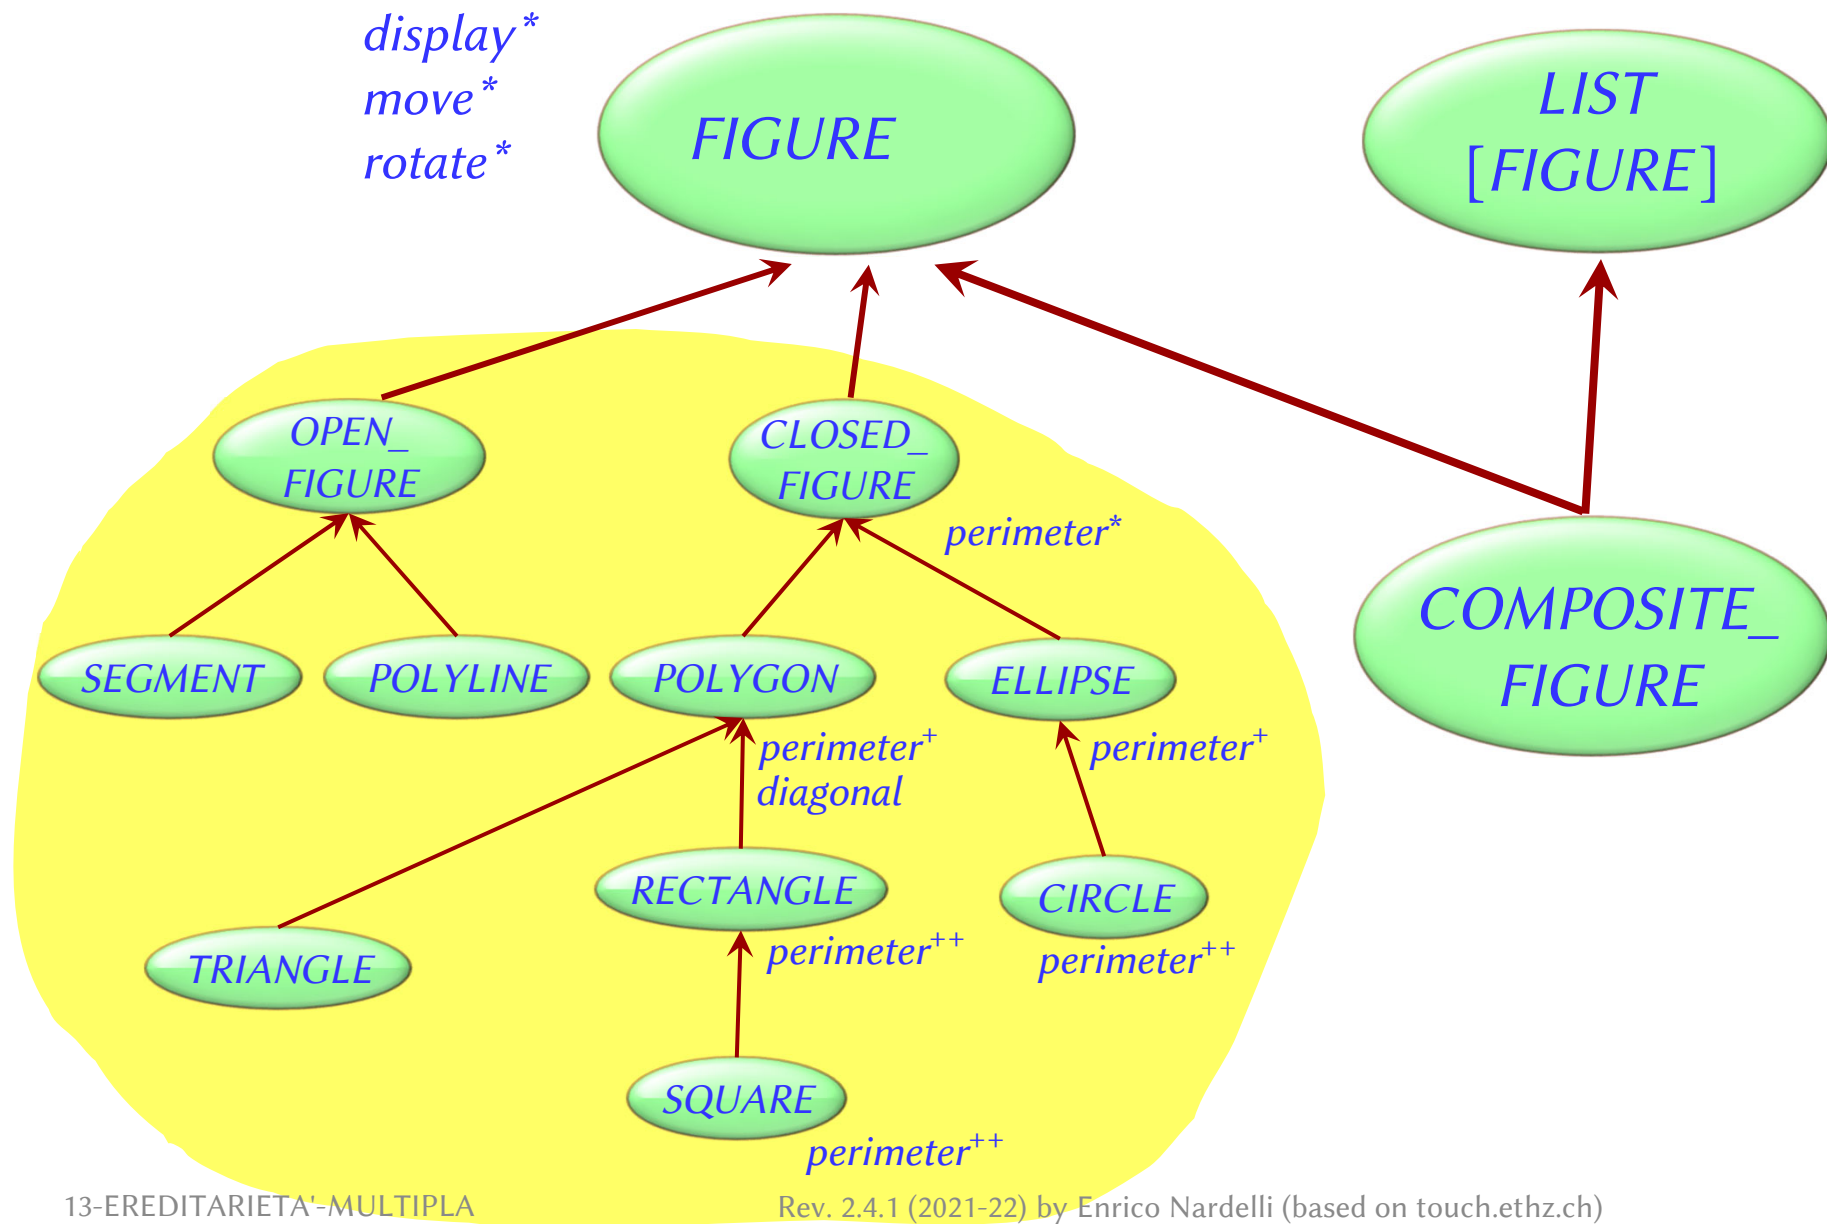 display*
move*
rotate*
FIGURE
LIST
[FIGURE]
OPEN_
FIGURE
CLOSED_
FIGURE
perimeter*
COMPOSITE_
FIGURE
SEGMENT
POLYLINE
POLYGON
ELLIPSE
perimeter+
diagonal
perimeter+
RECTANGLE
CIRCLE
perimeter++
perimeter++
TRIANGLE
SQUARE
perimeter++
13-EREDITARIETA'-MULTIPLA
Rev. 2.4.1 (2021-22) by Enrico Nardelli (based on touch.ethz.ch)